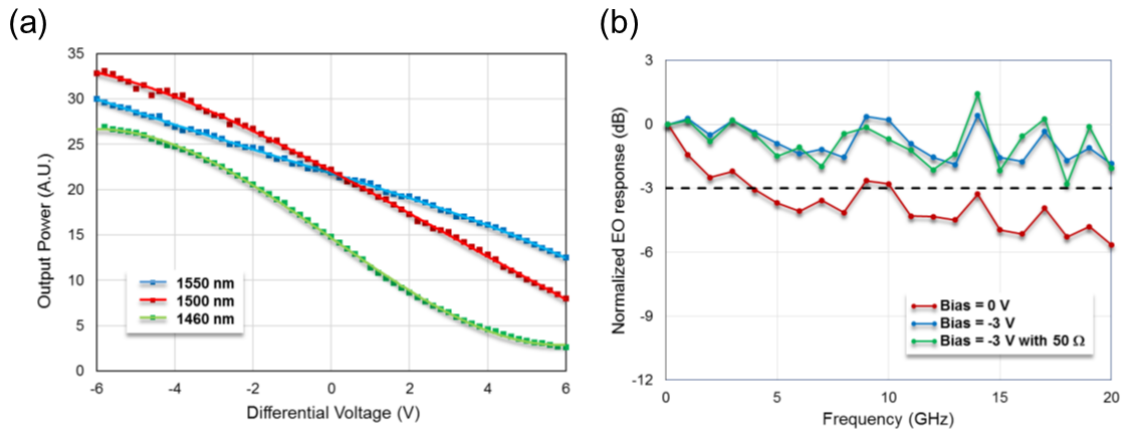 (a)
35
30
25
20
15
10
5
0
Output Power (A.U.)
1550 nm
1500 nm
1460 nm
-6
-4
-2
0
2
4
6
Differential Voltage (V)
(b)
3
0
-3
-6
-9
-12
Normalized EO response (dB)
Bias = 0 V
Bias = -3 V
Bias = -3 V with 50 Ω
0
5
10
15
20
Frequency (GHz)